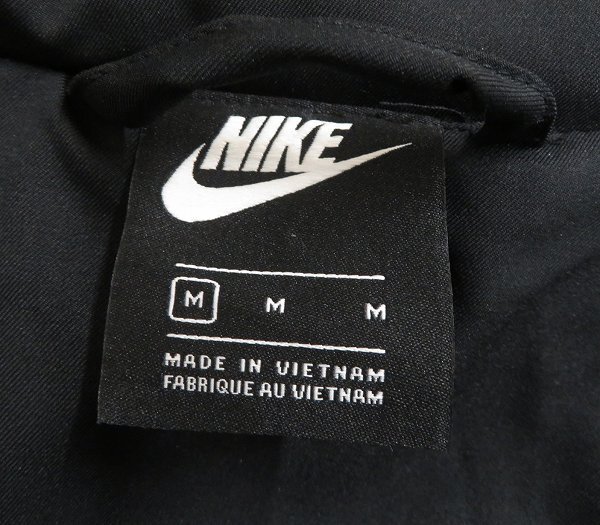 NIKE
M M M
MADE IN VIETNAM
FABRIQUE AU VIETNAM